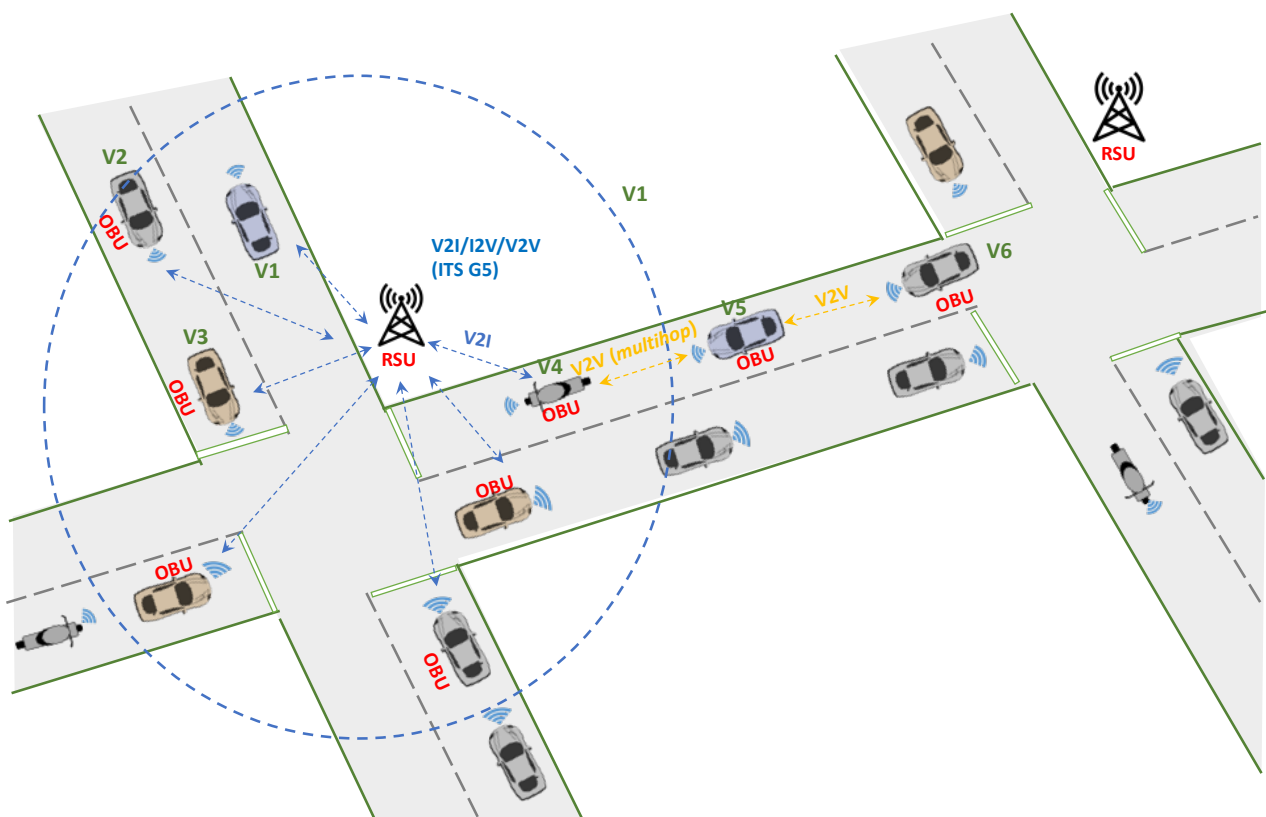 V2
OBU
V1
V3
OBU
V1
V2I/I2V/V2V
(ITS G5)
RSU
V2I
V4
OBU
V2V (multihop)
V5
OBU
V2V
V6
OBU
RSU
OBU
OBU
OBU